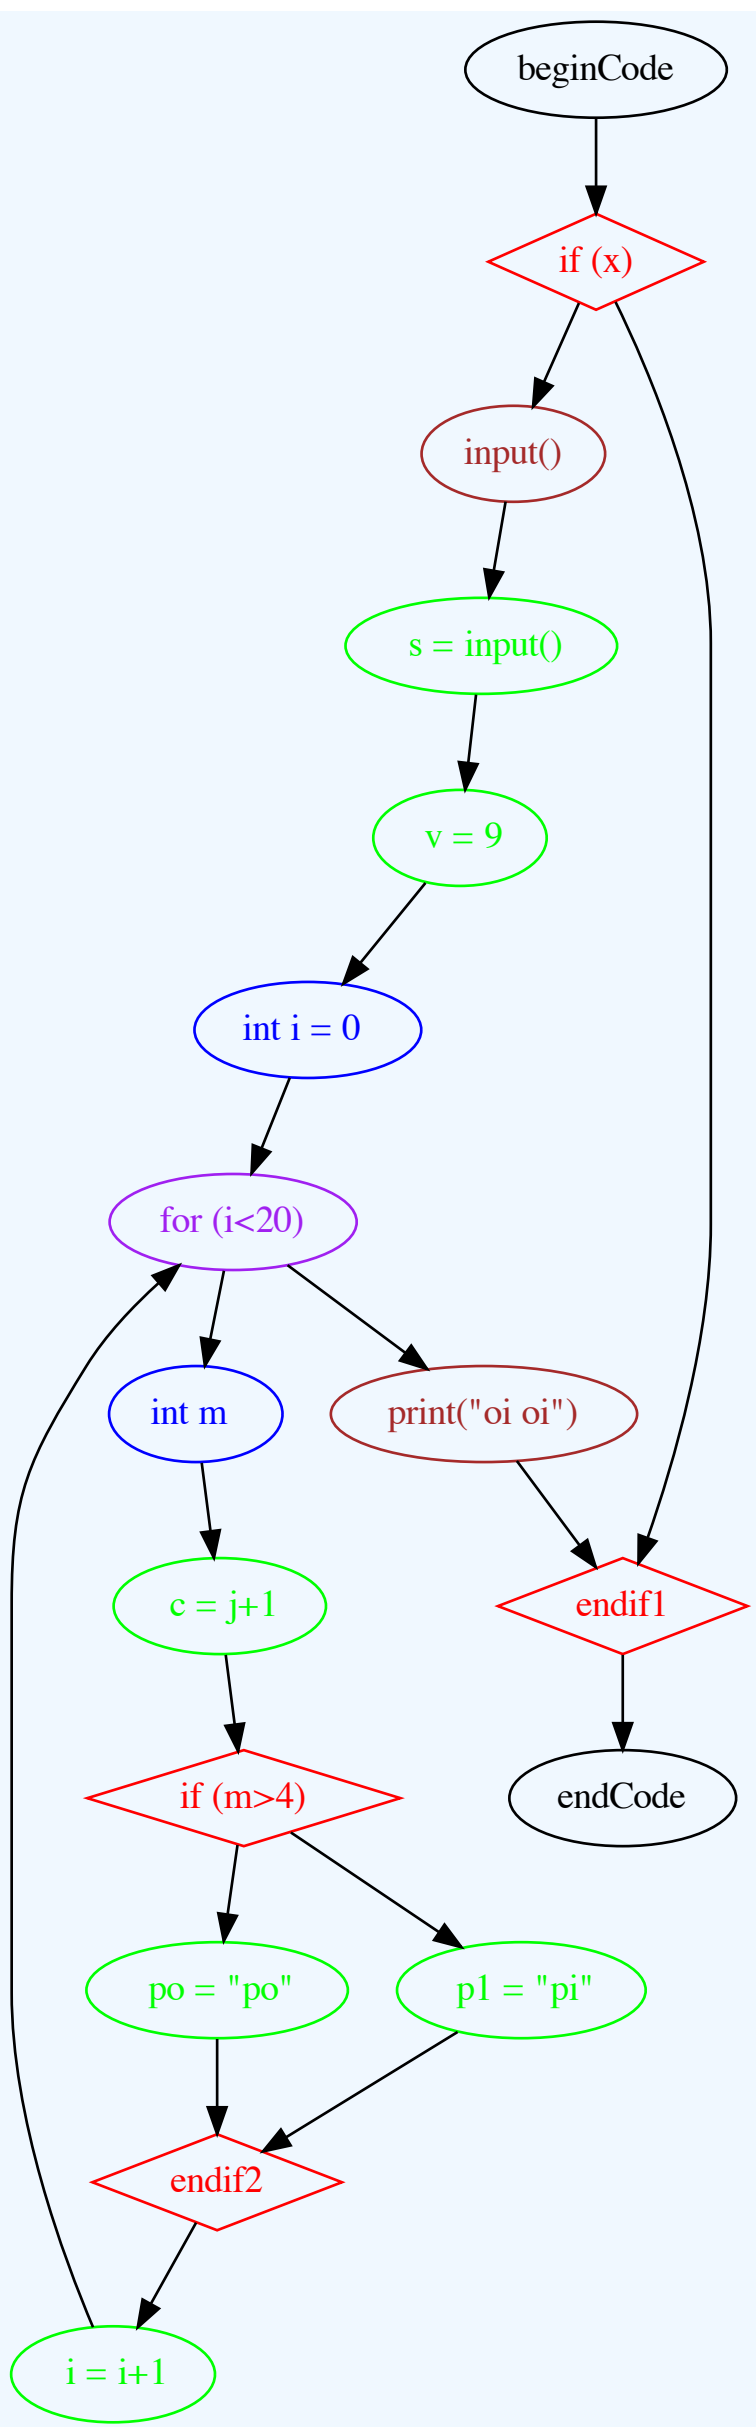 beginCode
if (x)
input()
s = input()
v = 9
int i = 0
for (i<20)
int m
print("oi oi")
c = j+1
endif1
if (m>4)
endCode
po = "po"
p1 = "pi"
endif2
i = i+1